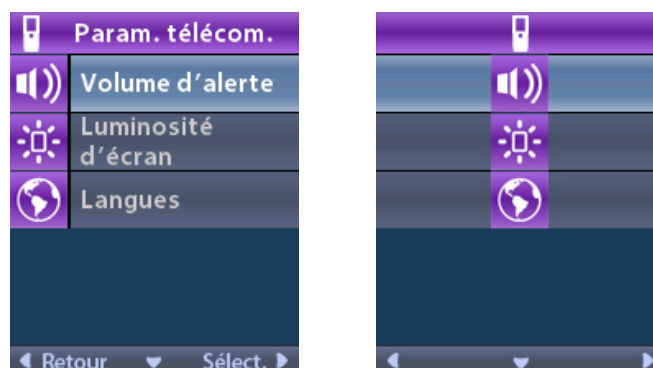 Param. télécom.
Volume d’alerte
Luminosité
d’écran
Langues
Retour Sélect.